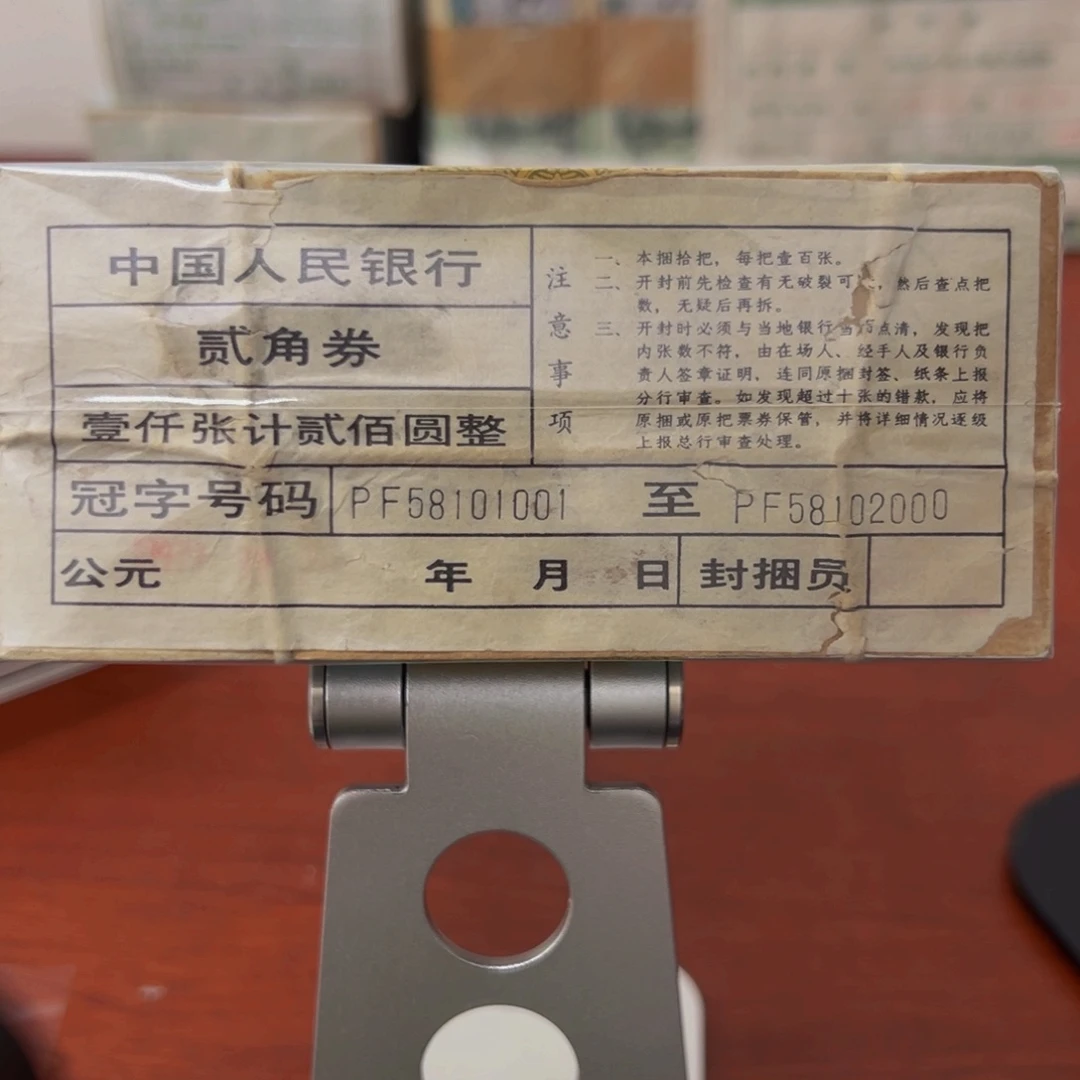 中国人民银行
贰角券
壹仟张计贰佰圆整
注意事项
一、本捆拾把，每把壹百张。
二、开封前先检查有无破裂可，然后查点把
数，无疑后再拆。
三、开封时必须与当地银行当点清，发现把
内张数不符，由在场人、经手人及银行负
责人签章证明，连同原捆封签、纸条上报
分行审查。如发现超过十张的错款，应将
原捆或原把票券保管，并将详细情况逐级
上报总行审查处理。
冠字号码 PF58101001 至 PF58102000
公元 年 月 日 封捆员